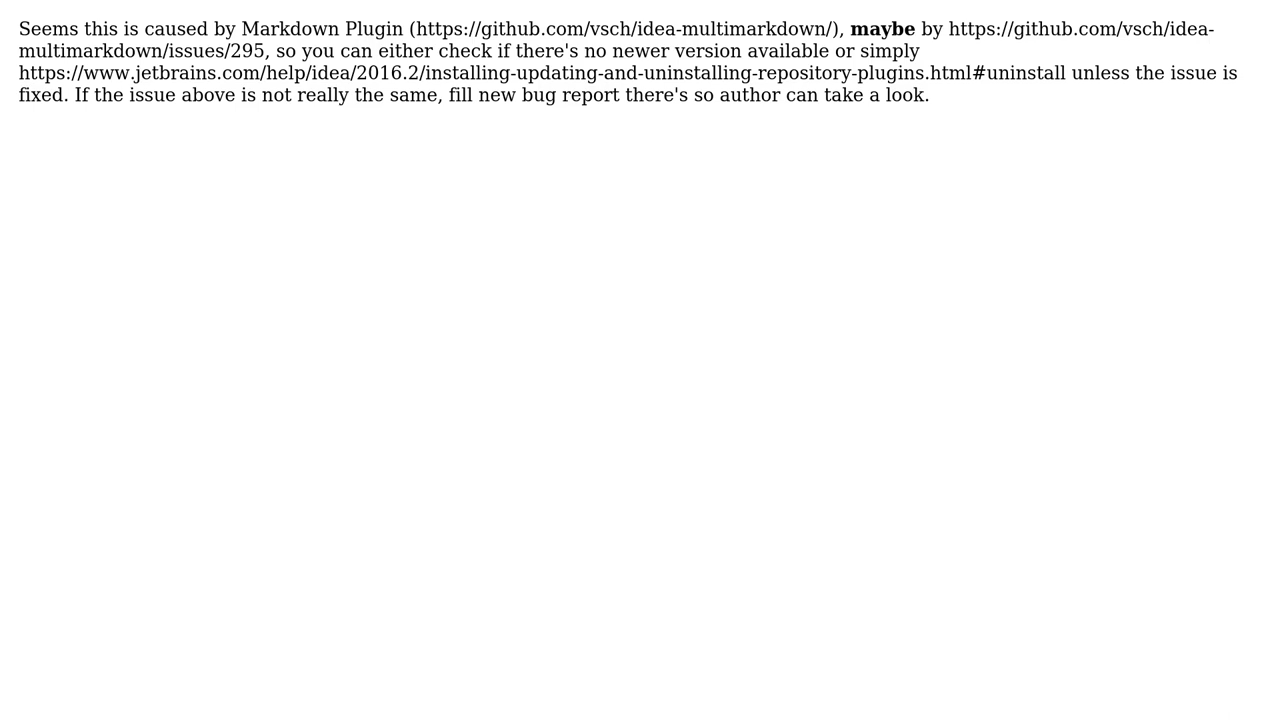 Seems this is caused by Markdown Plugin (https://github.com/vsch/idea-multimarkdown/), maybe by https://github.com/vsch/idea-
multimarkdown/issues/295, so you can either check if there's no newer version available or simply
https://www.jetbrains.com/help/idea/2016.2/installing-updating-and-uninstalling-repository-plugins.html#uninstall unless the issue is
fixed. If the issue above is not really the same, fill new bug report there's so author can take a look.